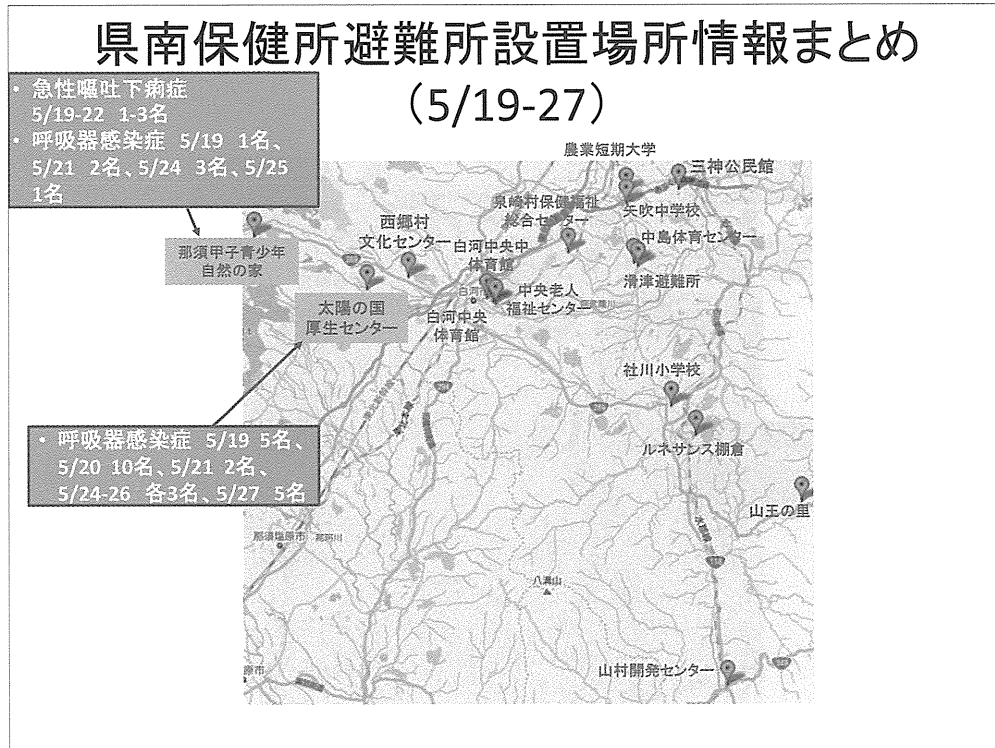 県南保健所避難所設置場所情報まとめ
（5/19-27）
• 急性嘔吐下痢症
5/19-22 1-3名
• 呼吸器感染症 5/19 1名、
5/21 2名、5/24 3名、5/25
1名
農業短期大学
三神公民館
泉崎村保健福祉
総合センター
矢吹中学校
西郷村
文化センター
白河中央中
体育館
中島体育センター
那須甲子青少年
自然の家
滑津避難所
太陽の国
厚生センター
中央老人
福祉センター
白河中央
体育館
社川小学校
ルネサンス棚倉
• 呼吸器感染症 5/19 5名、
5/20 10名、5/21 2名、
5/24-26 各3名、5/27 5名
山王の里
那須塩原市
那珂川
水郡線
八溝山
山村開発センター
原市